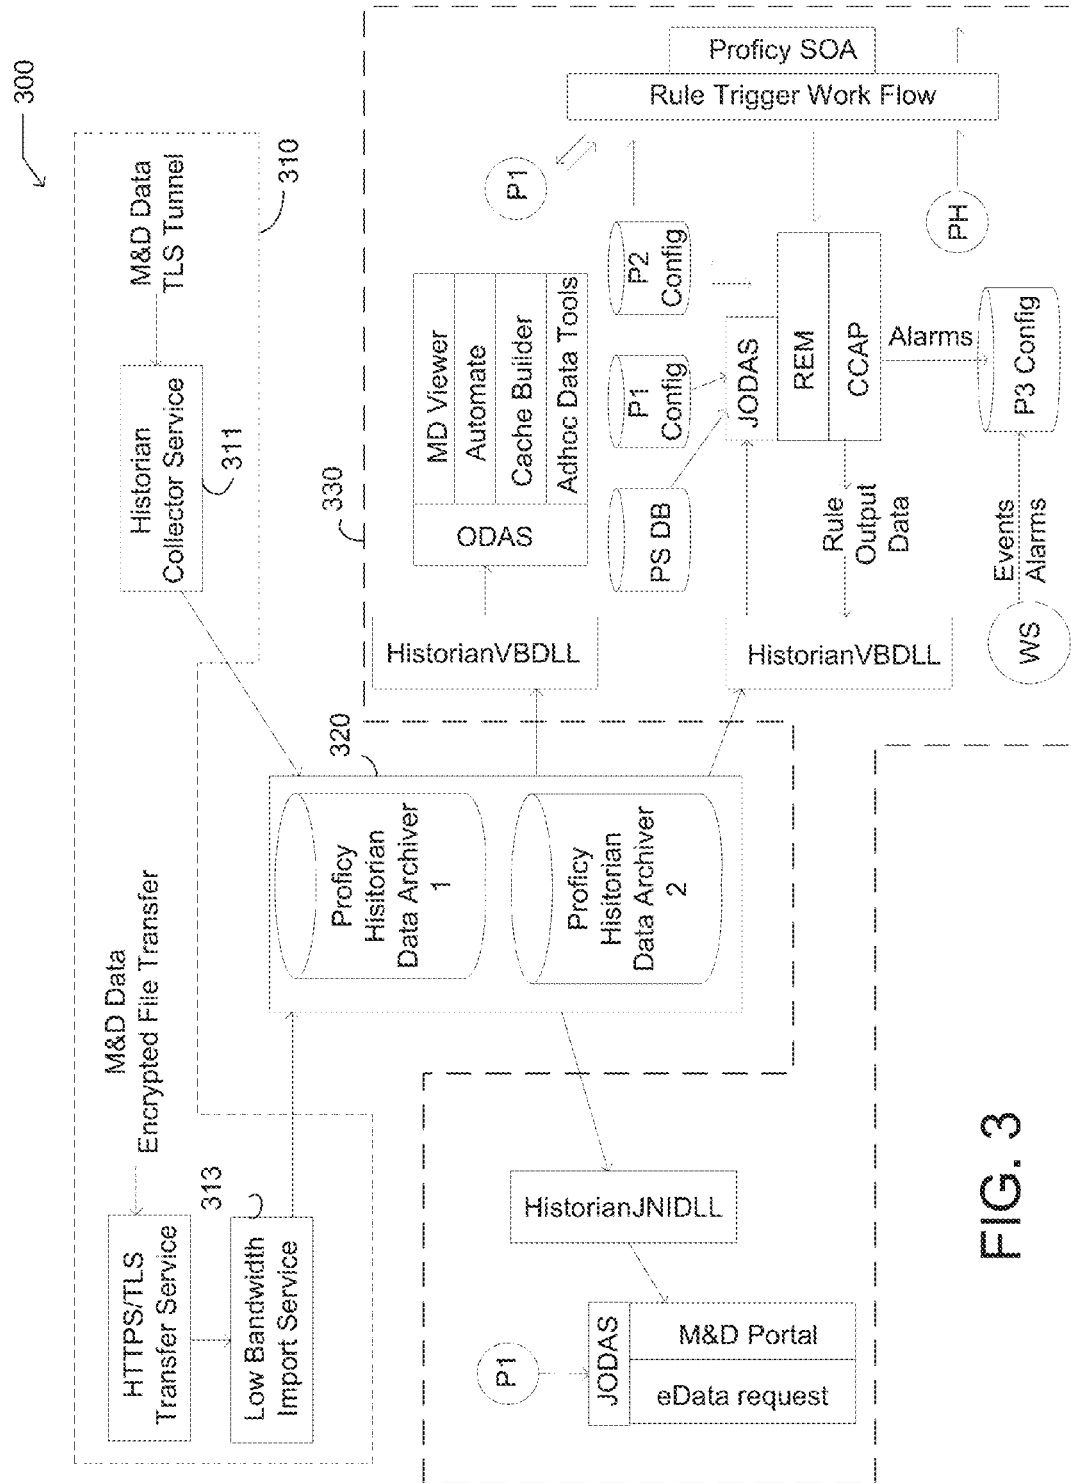 300
M&D Data
Encrypted File Transfer
HTTPS/TLS
Transfer Service
Low Bandwidth
Import Service
313
M&D Data
TLS Tunnel
Historian
Collector Service
311
310
320
Proficy
Hisitorian
Data Archiver
1
Proficy
Hisitorian
Data Archiver
2
330
HistorianVBDLL
ODAS
MD Viewer
Automate
Cache Builder
Adhoc Data Tools
P1
PS DB
P1
Config
P2
Config
Proficy SOA
Rule Trigger Work Flow
HistorianVBDLL
JODAS
REM
CCAP
Rule
Output
Data
Alarms
PH
WS
Events
Alarms
P3 Config
HistorianJNIDLL
P1
JODAS
M&D Portal
eData request
FIG. 3